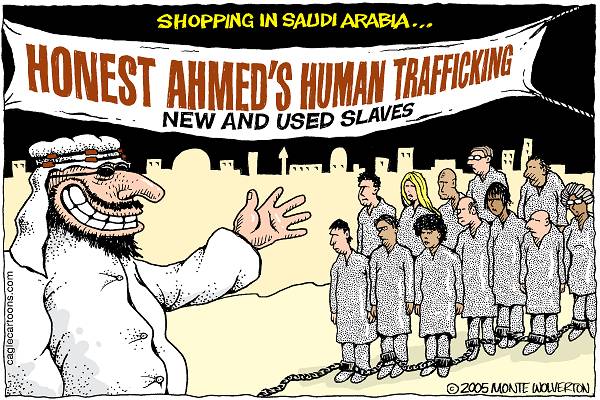 SHOPPING IN SAUDI ARABIA...
HONEST AHMED'S HUMAN TRAFFICKING
NEW AND USED SLAVES
caglecartoons.com
©2005 MONTE WOLVERTON